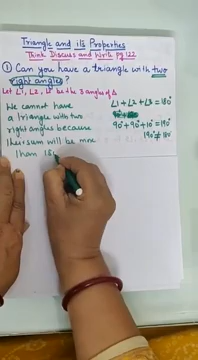 Triangle and its Properties
Think Discuss and Write pg 122
① Can you have a triangle with two
right angles?
Let ∠1, ∠2, ∠3 be the 3 angles of Δ
We cannot have
a triangle with two
right angles because
their sum will be more
than 18
∠1 + ∠2 + ∠3 = 180°
90° + 90° + 10° = 190°
190° ≠ 180°